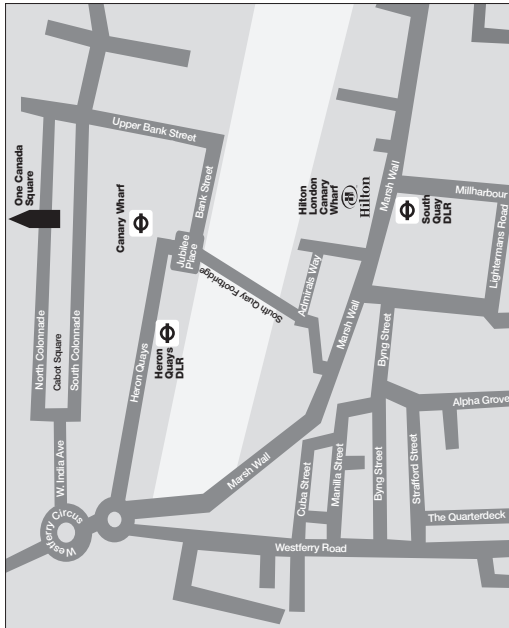 Upper Bank Street
One Canada
Square
Canary Wharf
Bank Street
Hilton
London
Canary
Wharf
Hilton
Marsh Wall
South
Quay
DLR
Millharbour
Lightermans Road
Jubilee
Place
South Quay Footbridge
Admirals Way
North Colonnade
Cabot Square
South Colonnade
Heron Quays
Heron
Quays
DLR
Marsh Wall
Byng Street
Alpha Grove
W. India Ave
Marsh Wall
Cuba Street
Manilla Street
Byng Street
Strafford Street
The Quarterdeck
Westferry Circus
Westferry Road